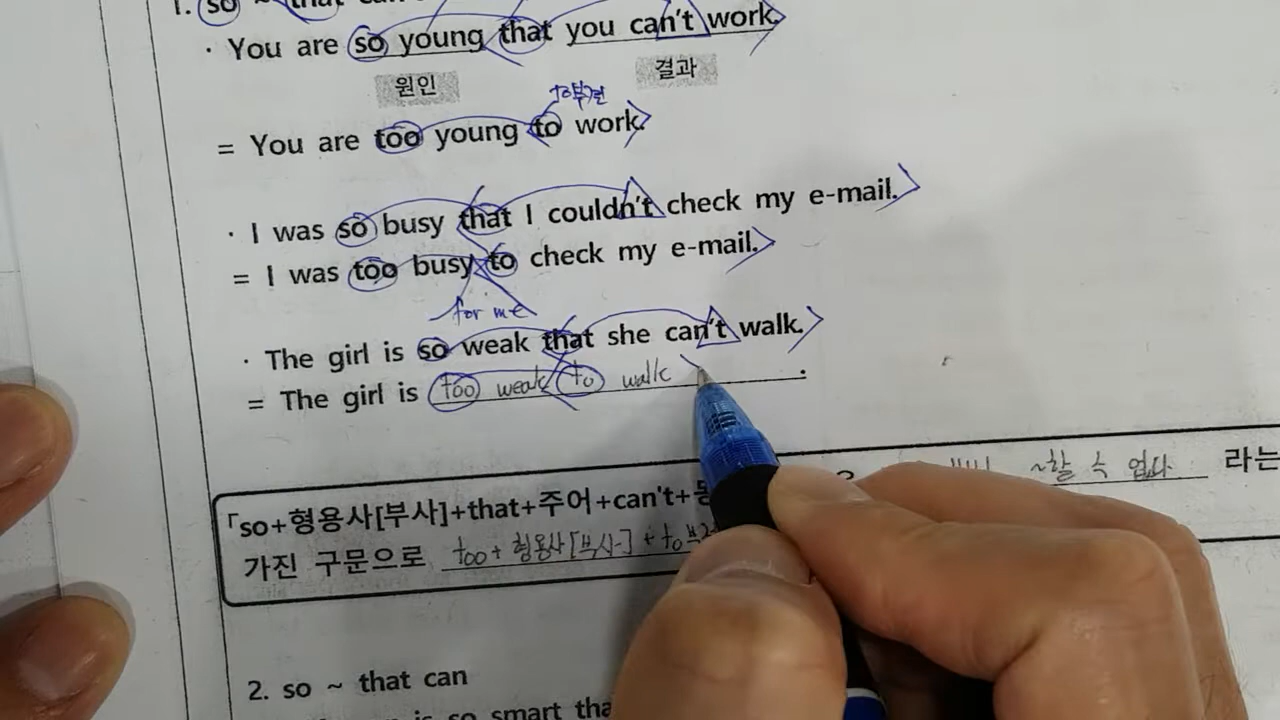 1. so ~ that
· You are so young that you can't work.
원인 결과
to부정
= You are too young to work.
· I was so busy that I couldn't check my e-mail.
= I was too busy to check my e-mail.
for me
· The girl is so weak that she can't walk.
= The girl is too weak to walk .
「so+형용사[부사]+that+주어+can't+ ~할 수 없다 라는
가진 구문으로 too+형용사[부사]+to부정
2. so ~ that can
is so smart